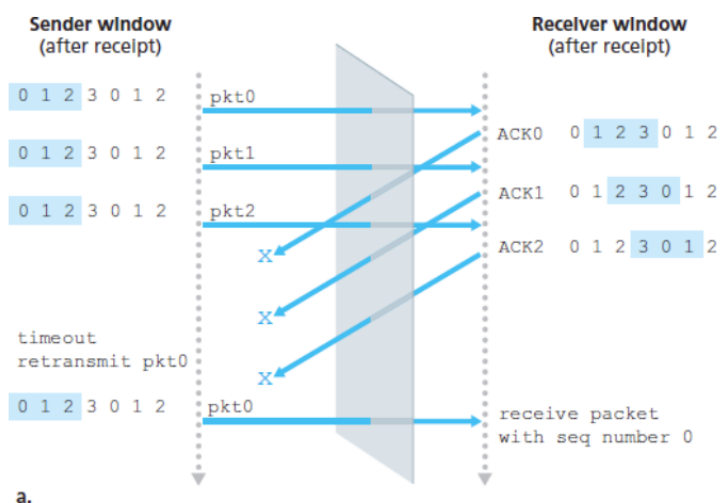 Sender window
(after receipt)
Receiver window
(after receipt)
0 1 2 3 0 1 2
pkt0
ACK0 0 1 2 3 0 1 2
0 1 2 3 0 1 2
pkt1
ACK1 0 1 2 3 0 1 2
0 1 2 3 0 1 2
pkt2
ACK2 0 1 2 3 0 1 2
X
X
timeout
retransmit pkt0
X
0 1 2 3 0 1 2
pkt0
receive packet
with seq number 0
a.